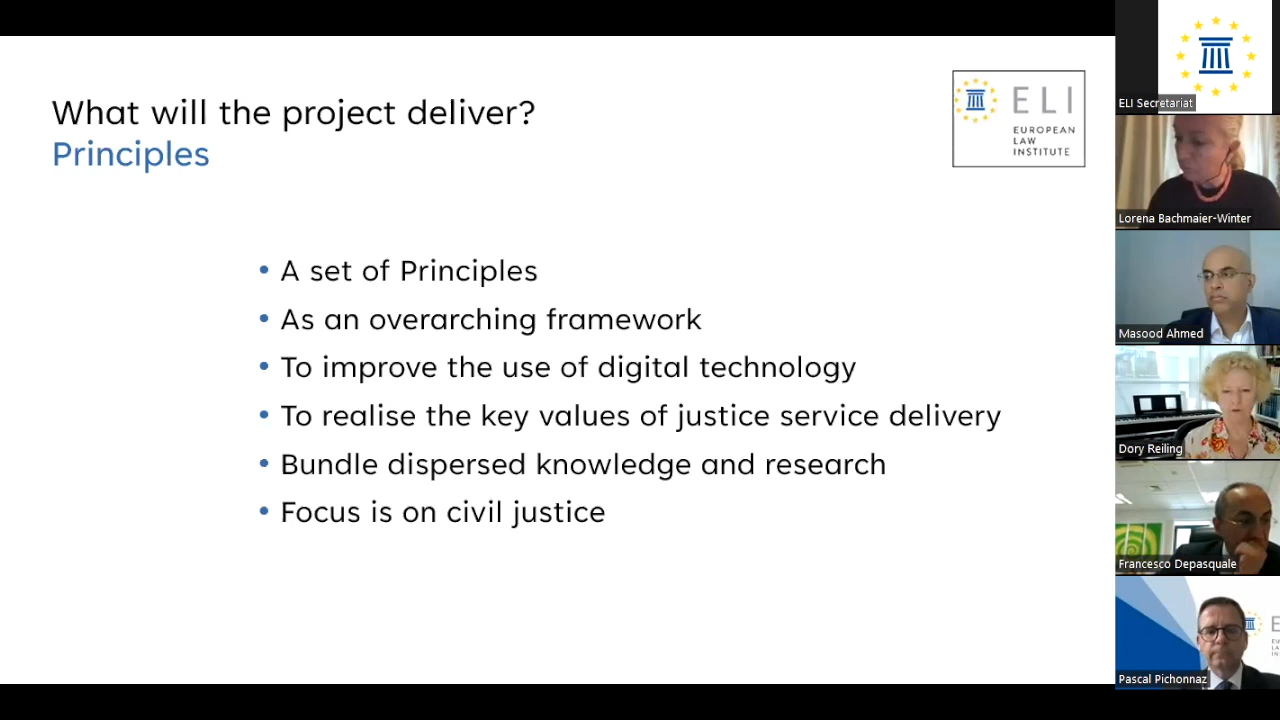 What will the project deliver?
Principles
ELI
EUROPEAN
LAW
INSTITUTE
• A set of Principles
• As an overarching framework
• To improve the use of digital technology
• To realise the key values of justice service delivery
• Bundle dispersed knowledge and research
• Focus is on civil justice
ELI Secretariat
Lorena Bachmaier-Winter
Masood Ahmed
Dory Reiling
Francesco Depasquale
Pascal Pichonnaz